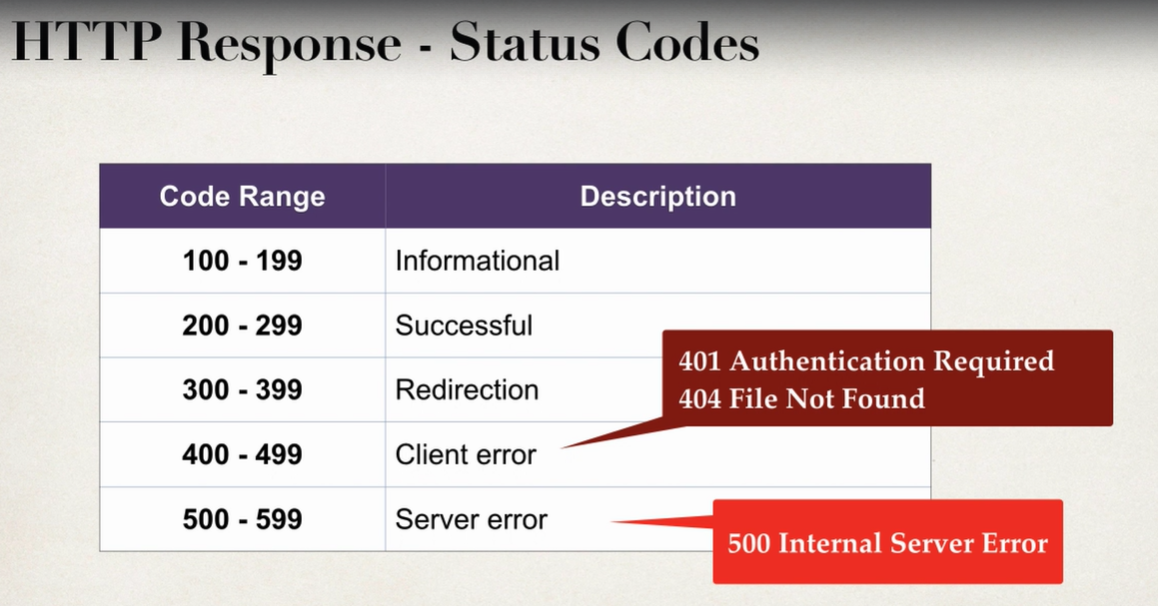 HTTP Response - Status Codes
Code Range Description
100 - 199 Informational
200 - 299 Successful
300 - 399 Redirection
401 Authentication Required
404 File Not Found
400 - 499 Client error
500 - 599 Server error
500 Internal Server Error